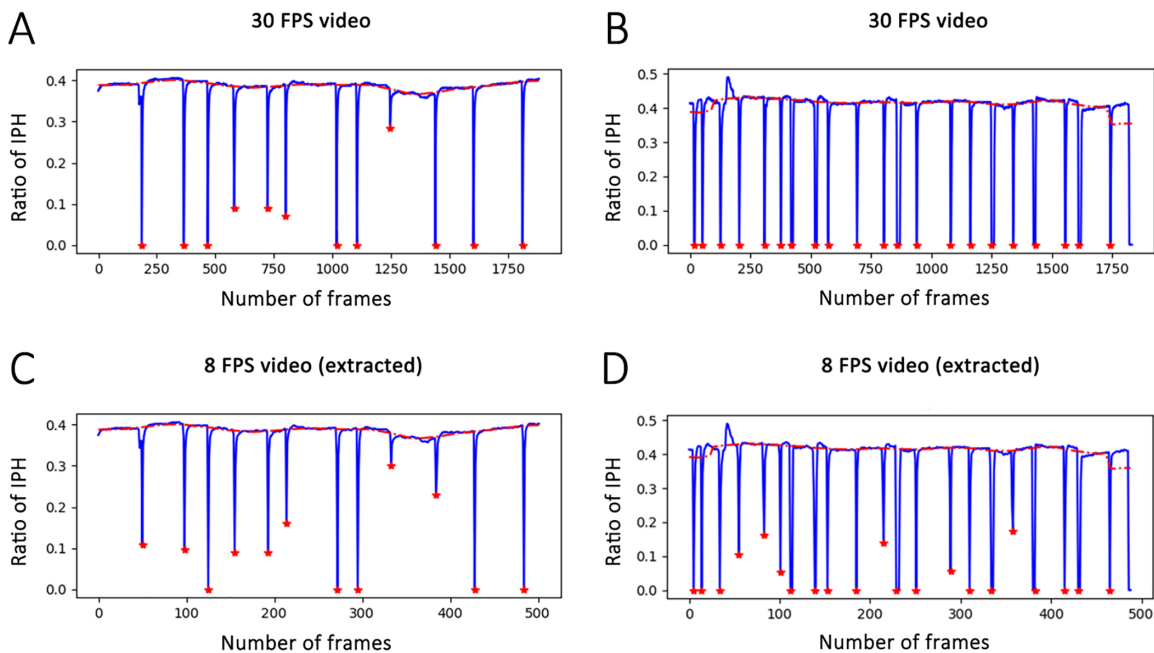 A
30 FPS video
Ratio of IPH
0.4
0.3
0.2
0.1
0.0
0 250 500 750 1000 1250 1500 1750
Number of frames
B
30 FPS video
Ratio of IPH
0.5
0.4
0.3
0.2
0.1
0.0
0 250 500 750 1000 1250 1500 1750
Number of frames
C
8 FPS video (extracted)
Ratio of IPH
0.4
0.3
0.2
0.1
0.0
0 100 200 300 400 500
Number of frames
D
8 FPS video (extracted)
Ratio of IPH
0.5
0.4
0.3
0.2
0.1
0.0
0 100 200 300 400 500
Number of frames